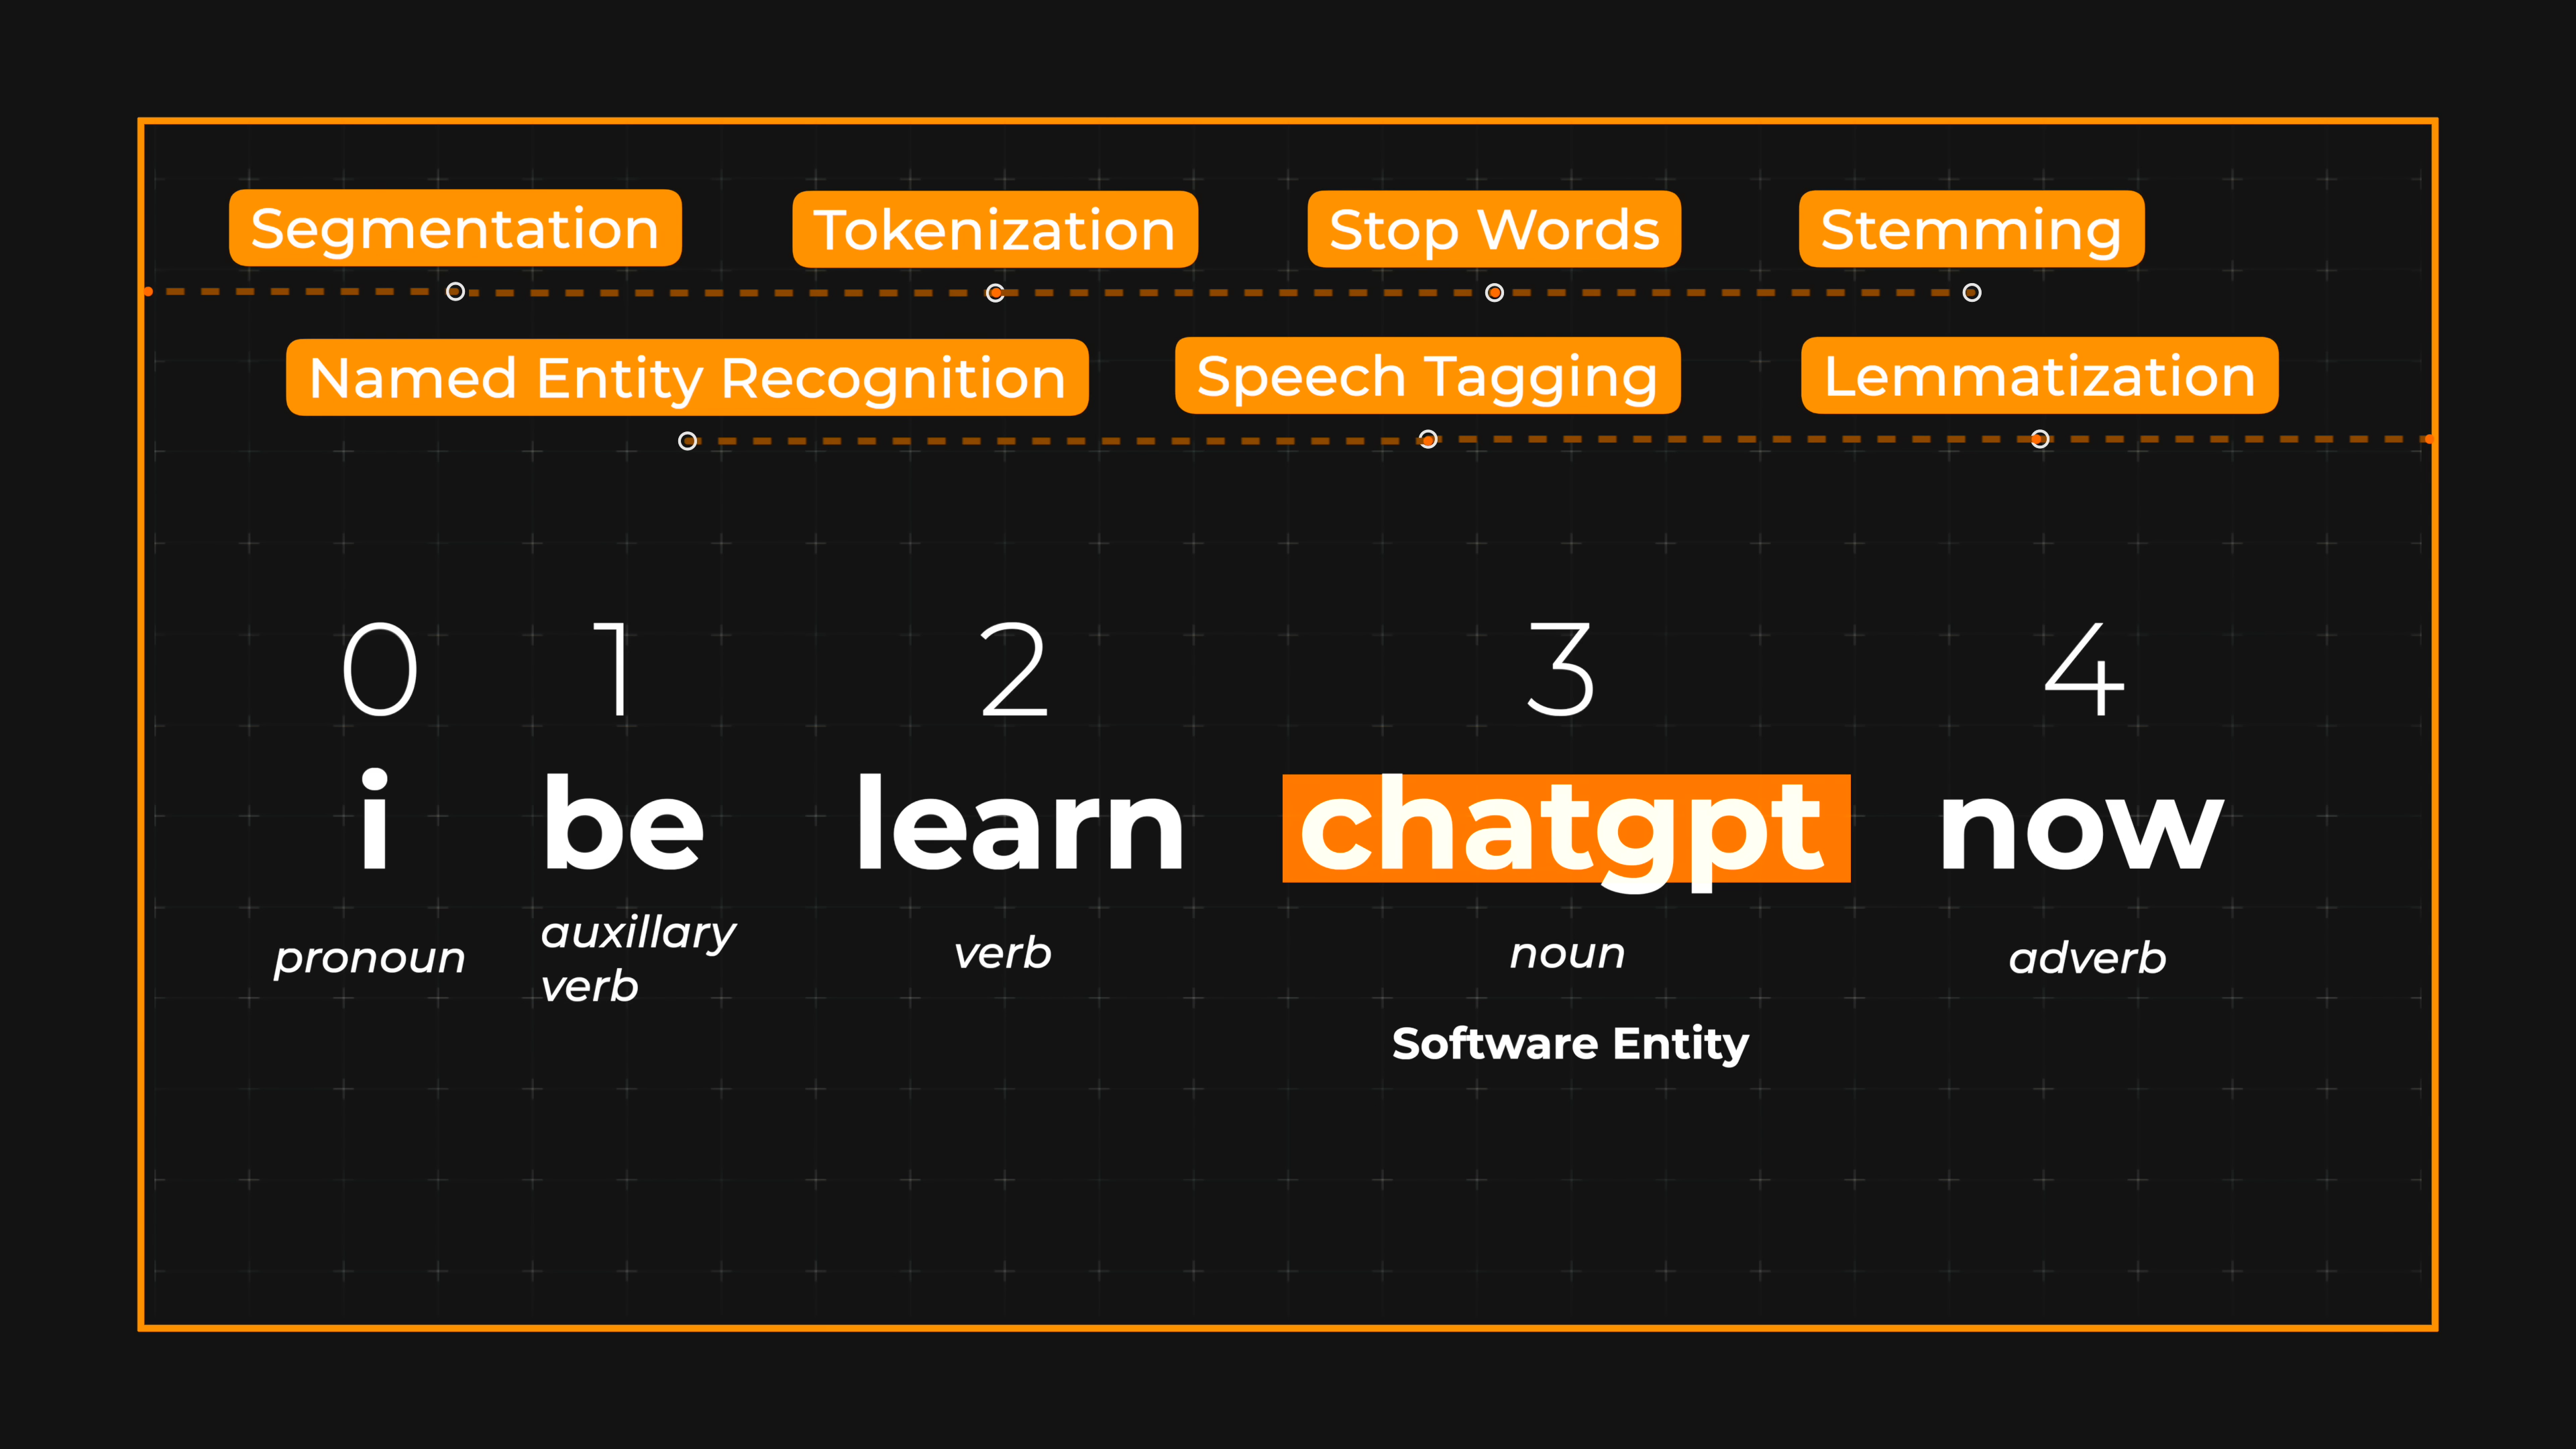 Segmentation
Tokenization
Stop Words
Stemming
Named Entity Recognition
Speech Tagging
Lemmatization
0 1 2 3 4
i be learn chatgpt now
pronoun
auxillary
verb
verb
noun
adverb
Software Entity